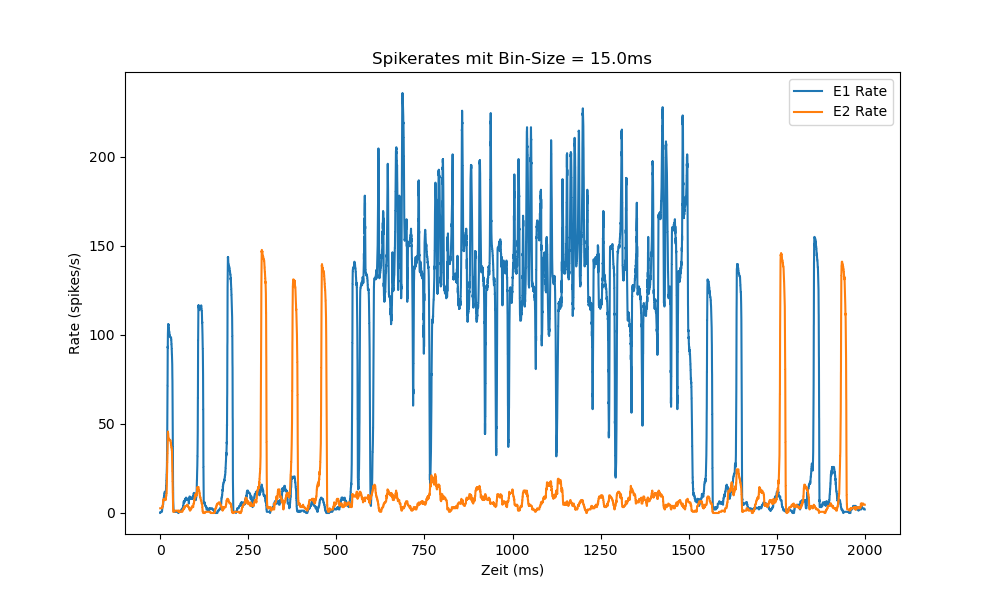 Spikerates mit Bin-Size = 15.0ms
E1 Rate
E2 Rate
Rate (spikes/s)
200
150
100
50
0
0 250 500 750 1000 1250 1500 1750 2000
Zeit (ms)